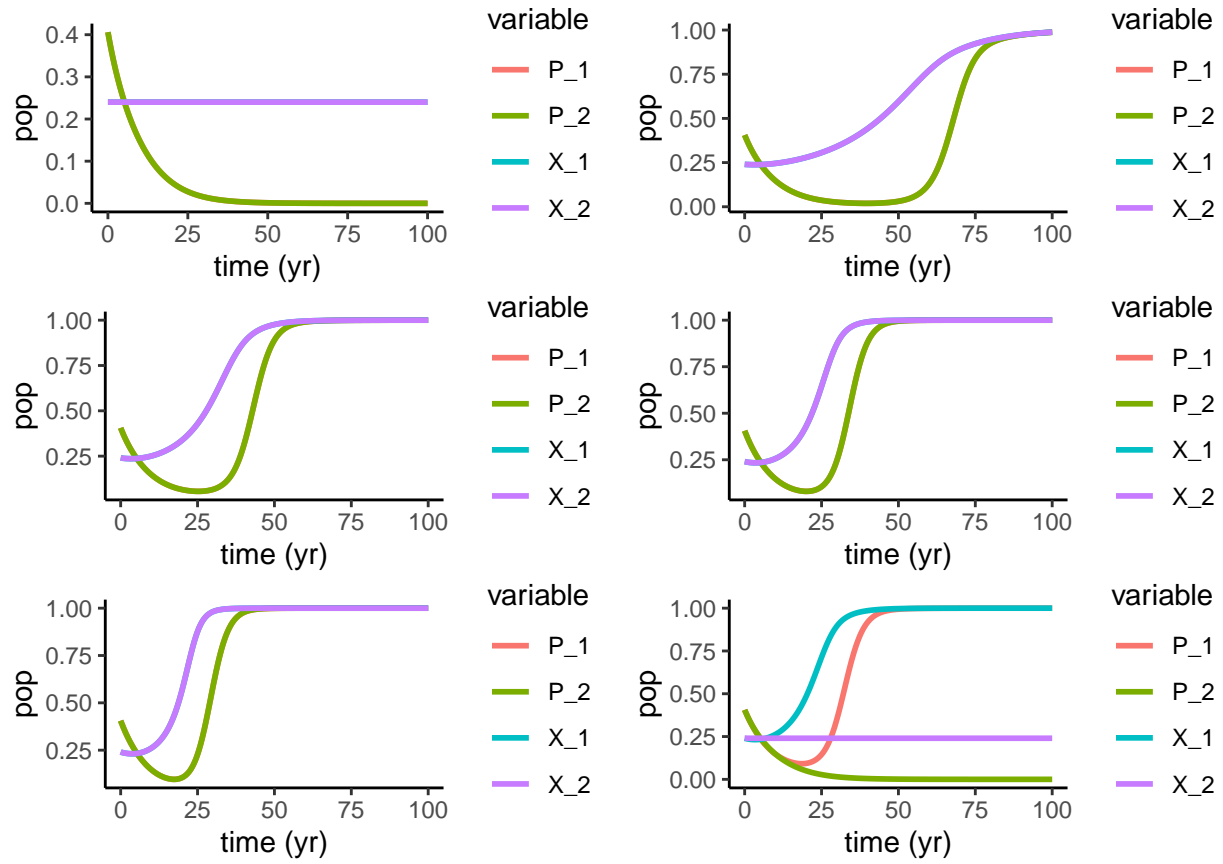 variable
0.4
0.3
0.2
0.1
0.0
pop
P_1
P_2
X_1
X_2
0 25 50 75 100
time (yr)
variable
1.00
0.75
0.50
0.25
0.00
pop
P_1
P_2
X_1
X_2
0 25 50 75 100
time (yr)
variable
1.00
0.75
0.50
0.25
pop
P_1
P_2
X_1
X_2
0 25 50 75 100
time (yr)
variable
1.00
0.75
0.50
0.25
pop
P_1
P_2
X_1
X_2
0 25 50 75 100
time (yr)
variable
1.00
0.75
0.50
0.25
pop
P_1
P_2
X_1
X_2
0 25 50 75 100
time (yr)
variable
1.00
0.75
0.50
0.25
0.00
pop
P_1
P_2
X_1
X_2
0 25 50 75 100
time (yr)